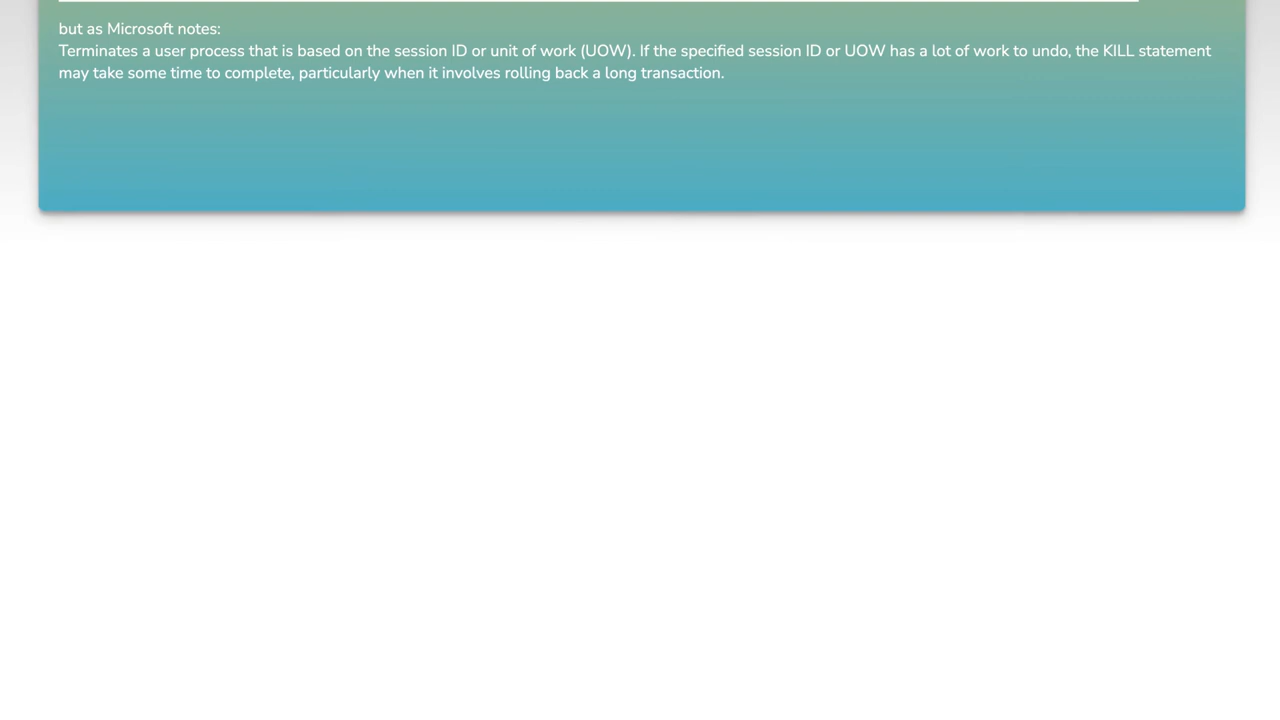 but as Microsoft notes:
Terminates a user process that is based on the session ID or unit of work (UOW). If the specified session ID or UOW has a lot of work to undo, the KILL statement
may take some time to complete, particularly when it involves rolling back a long transaction.